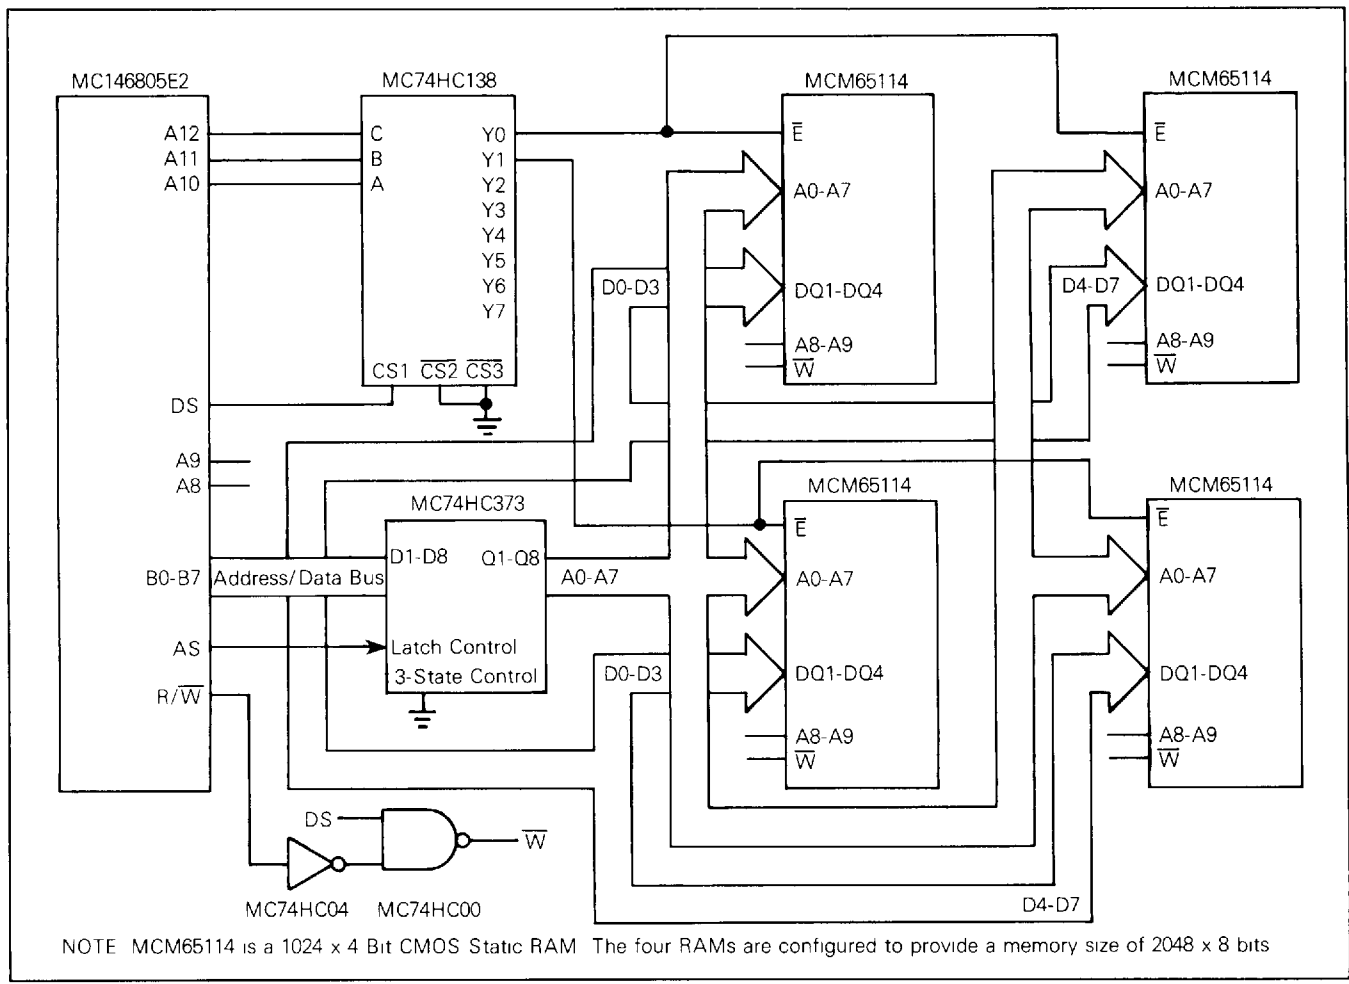 MC146805E2
A12
A11
A10
DS
A9
A8
B0-B7
AS
R/W̅
MC74HC138
C
B
A
Y0
Y1
Y2
Y3
Y4
Y5
Y6
Y7
CS1 C̅S̅2̅ C̅S̅3̅
MCM65114
E̅
A0-A7
DQ1-DQ4
A8-A9
W̅
D0-D3
MCM65114
E̅
A0-A7
DQ1-DQ4
A8-A9
W̅
D4-D7
Address/Data Bus
MC74HC373
D1-D8 Q1-Q8
Latch Control
3-State Control
A0-A7
MCM65114
E̅
A0-A7
DQ1-DQ4
A8-A9
W̅
D0-D3
MCM65114
E̅
A0-A7
DQ1-DQ4
A8-A9
W̅
D4-D7
DS
W̅
MC74HC04 MC74HC00
NOTE MCM65114 is a 1024 x 4 Bit CMOS Static RAM The four RAMs are configured to provide a memory size of 2048 x 8 bits